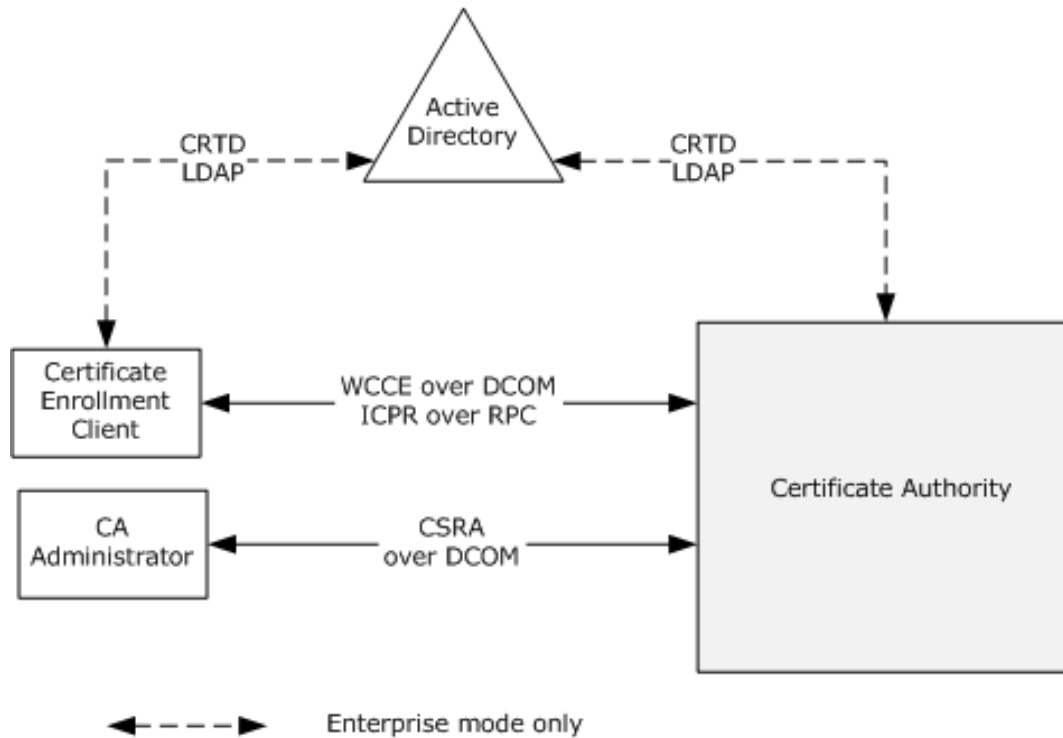 Active
Directory
CRTD
LDAP
CRTD
LDAP
Certificate
Enrollment
Client
WCCE over DCOM
ICPR over RPC
Certificate Authority
CA
Administrator
CSRA
over DCOM
Enterprise mode only